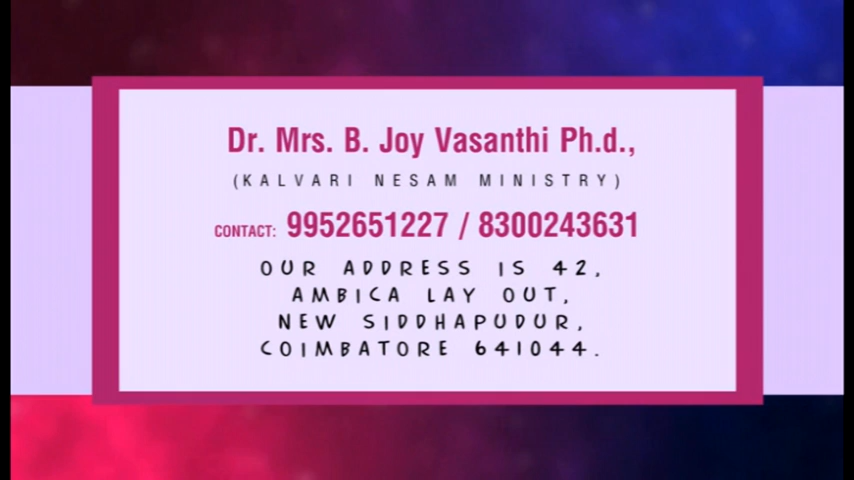 Dr. Mrs. B. Joy Vasanthi Ph.d.,
(KALVARI NESAM MINISTRY)
CONTACT: 9952651227 / 8300243631
OUR ADDRESS IS 42,
AMBICA LAY OUT,
NEW SIDDHAPUDUR,
COIMBATORE 641044.